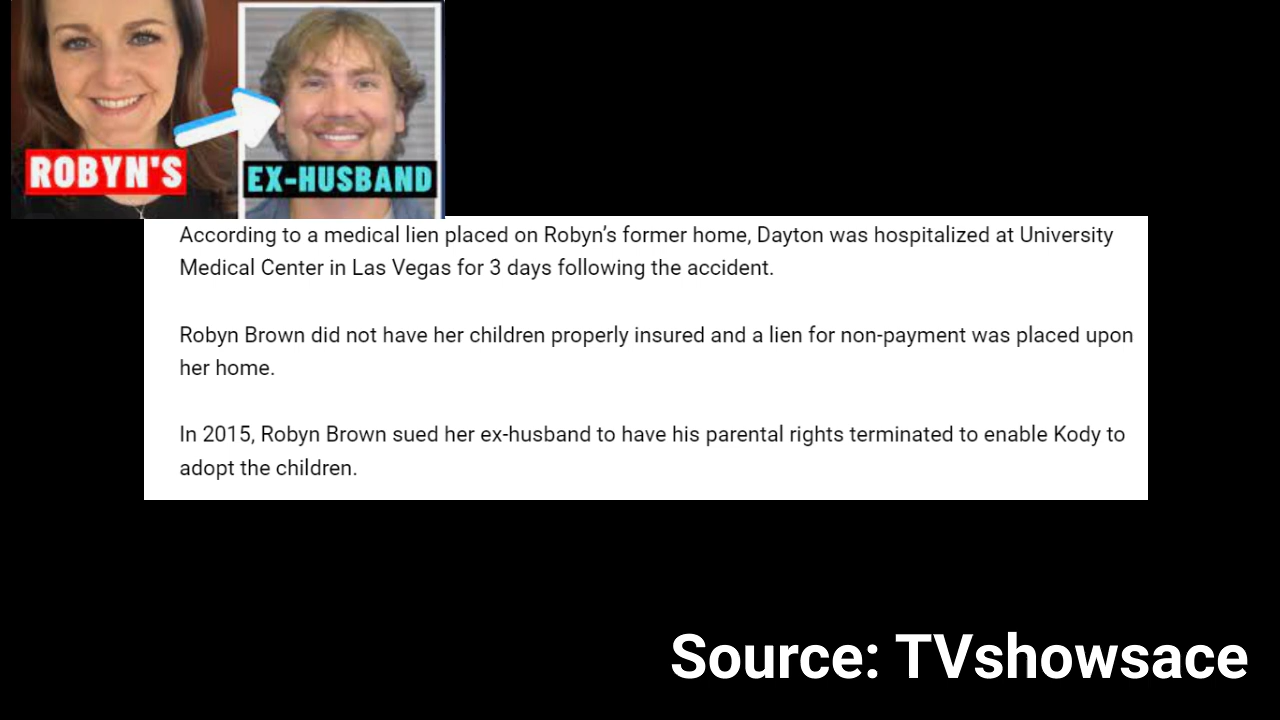 ROBYN'S
EX-HUSBAND
According to a medical lien placed on Robyn’s former home, Dayton was hospitalized at University
Medical Center in Las Vegas for 3 days following the accident.
Robyn Brown did not have her children properly insured and a lien for non-payment was placed upon
her home.
In 2015, Robyn Brown sued her ex-husband to have his parental rights terminated to enable Kody to
adopt the children.
Source: TVshowsace